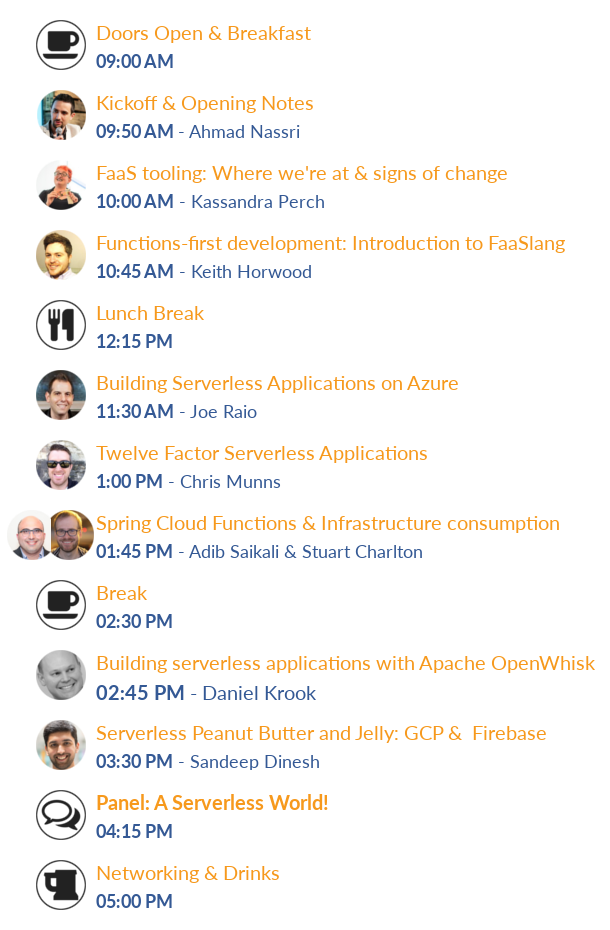 Doors Open & Breakfast
09:00 AM
Kickoff & Opening Notes
09:50 AM - Ahmad Nassri
FaaS tooling: Where we're at & signs of change
10:00 AM - Kassandra Perch
Functions-first development: Introduction to FaaSlang
10:45 AM - Keith Horwood
Lunch Break
12:15 PM
Building Serverless Applications on Azure
11:30 AM - Joe Raio
Twelve Factor Serverless Applications
1:00 PM - Chris Munns
Spring Cloud Functions & Infrastructure consumption
01:45 PM - Adib Saikali & Stuart Charlton
Break
02:30 PM
Building serverless applications with Apache OpenWhisk
02:45 PM - Daniel Krook
Serverless Peanut Butter and Jelly: GCP & Firebase
03:30 PM - Sandeep Dinesh
Panel: A Serverless World!
04:15 PM
Networking & Drinks
05:00 PM